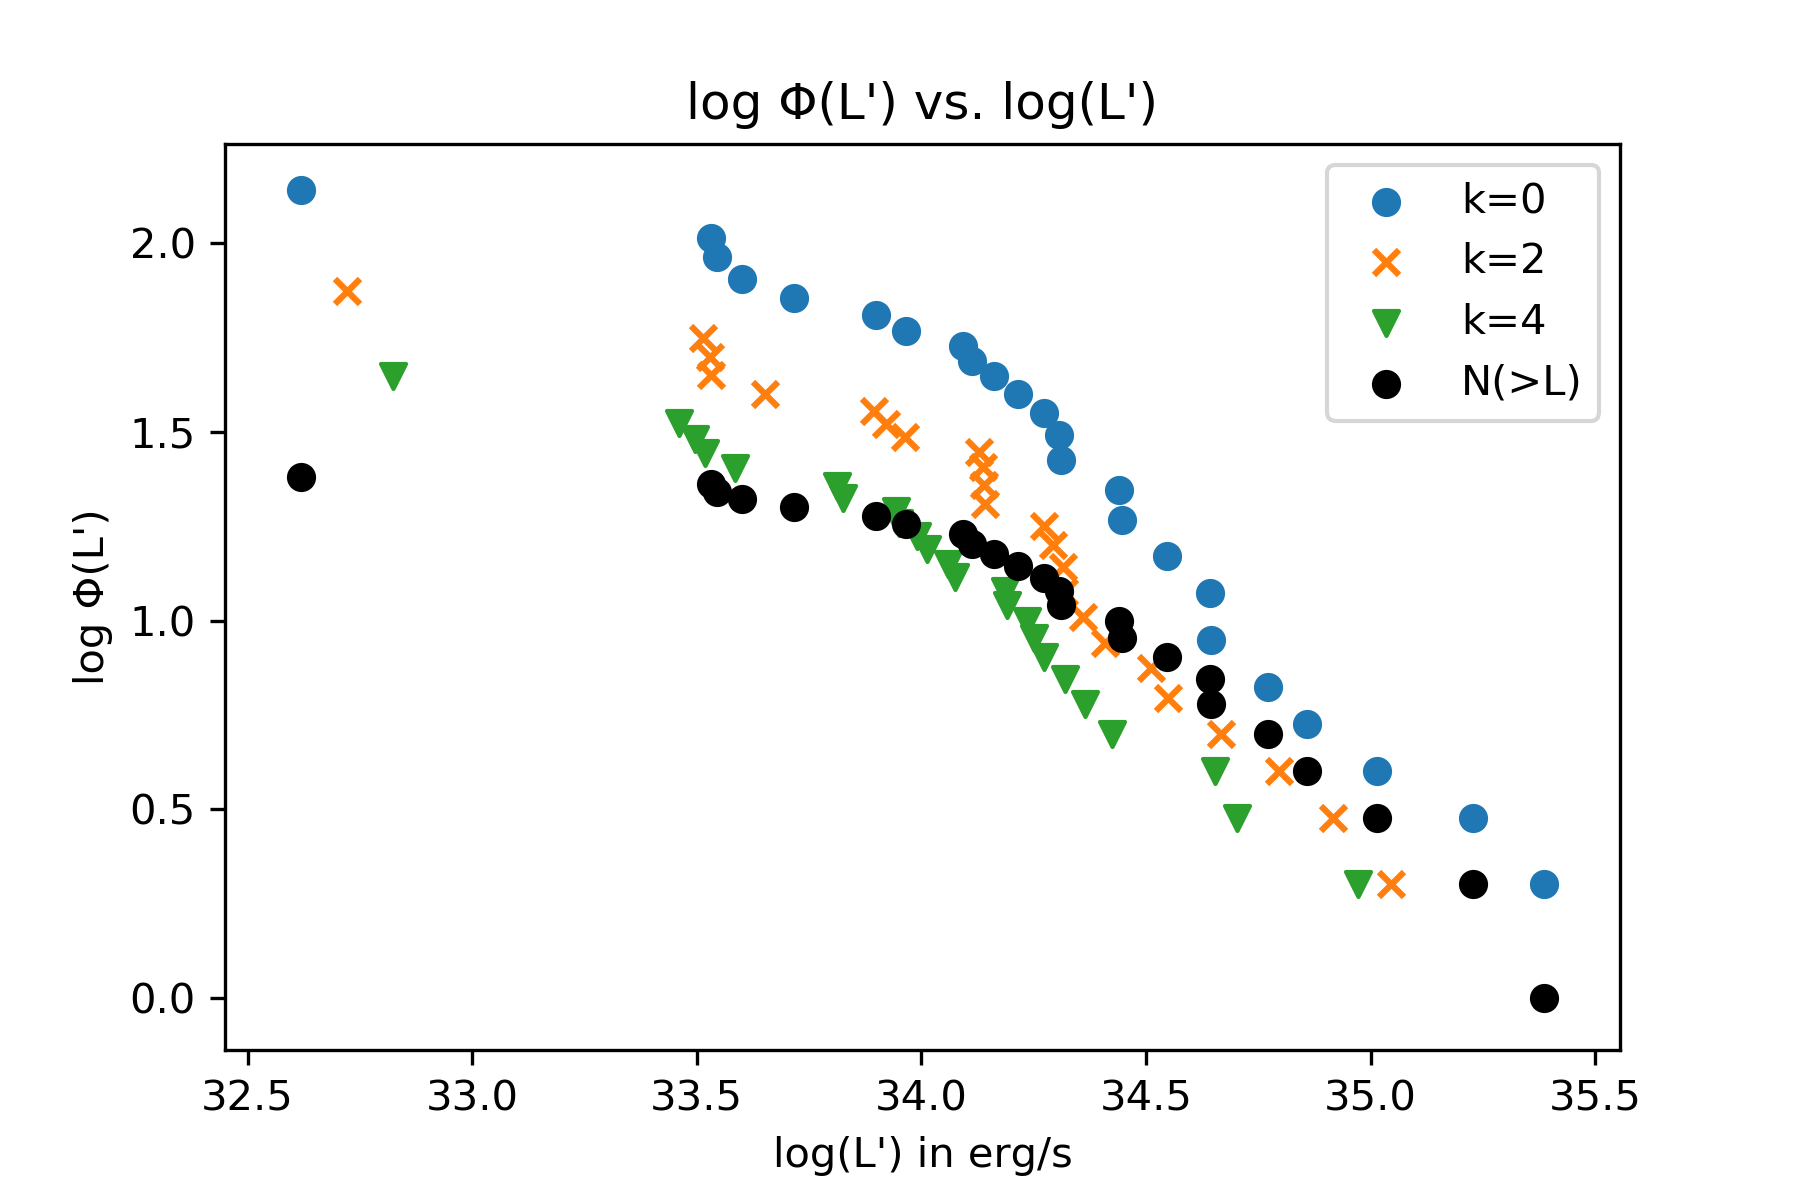 log Φ(L') vs. log(L')
k=0
k=2
k=4
N(>L)
log Φ(L')
2.0
1.5
1.0
0.5
0.0
32.5 33.0 33.5 34.0 34.5 35.0 35.5
log(L') in erg/s